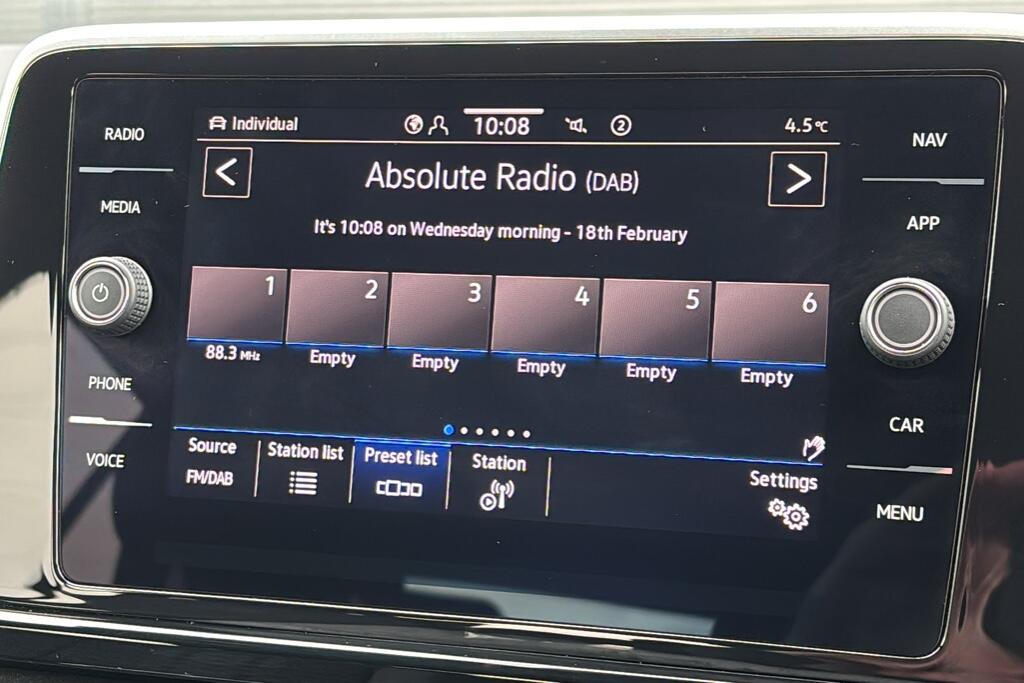 RADIO
MEDIA
PHONE
VOICE
Individual
10:08
2
4.5°C
<
Absolute Radio (DAB)
>
It's 10:08 on Wednesday morning - 18th February
1 2 3 4 5 6
88.3 MHz Empty Empty Empty Empty Empty
Source Station list Preset list Station Settings
FM/DAB
NAV
APP
CAR
MENU